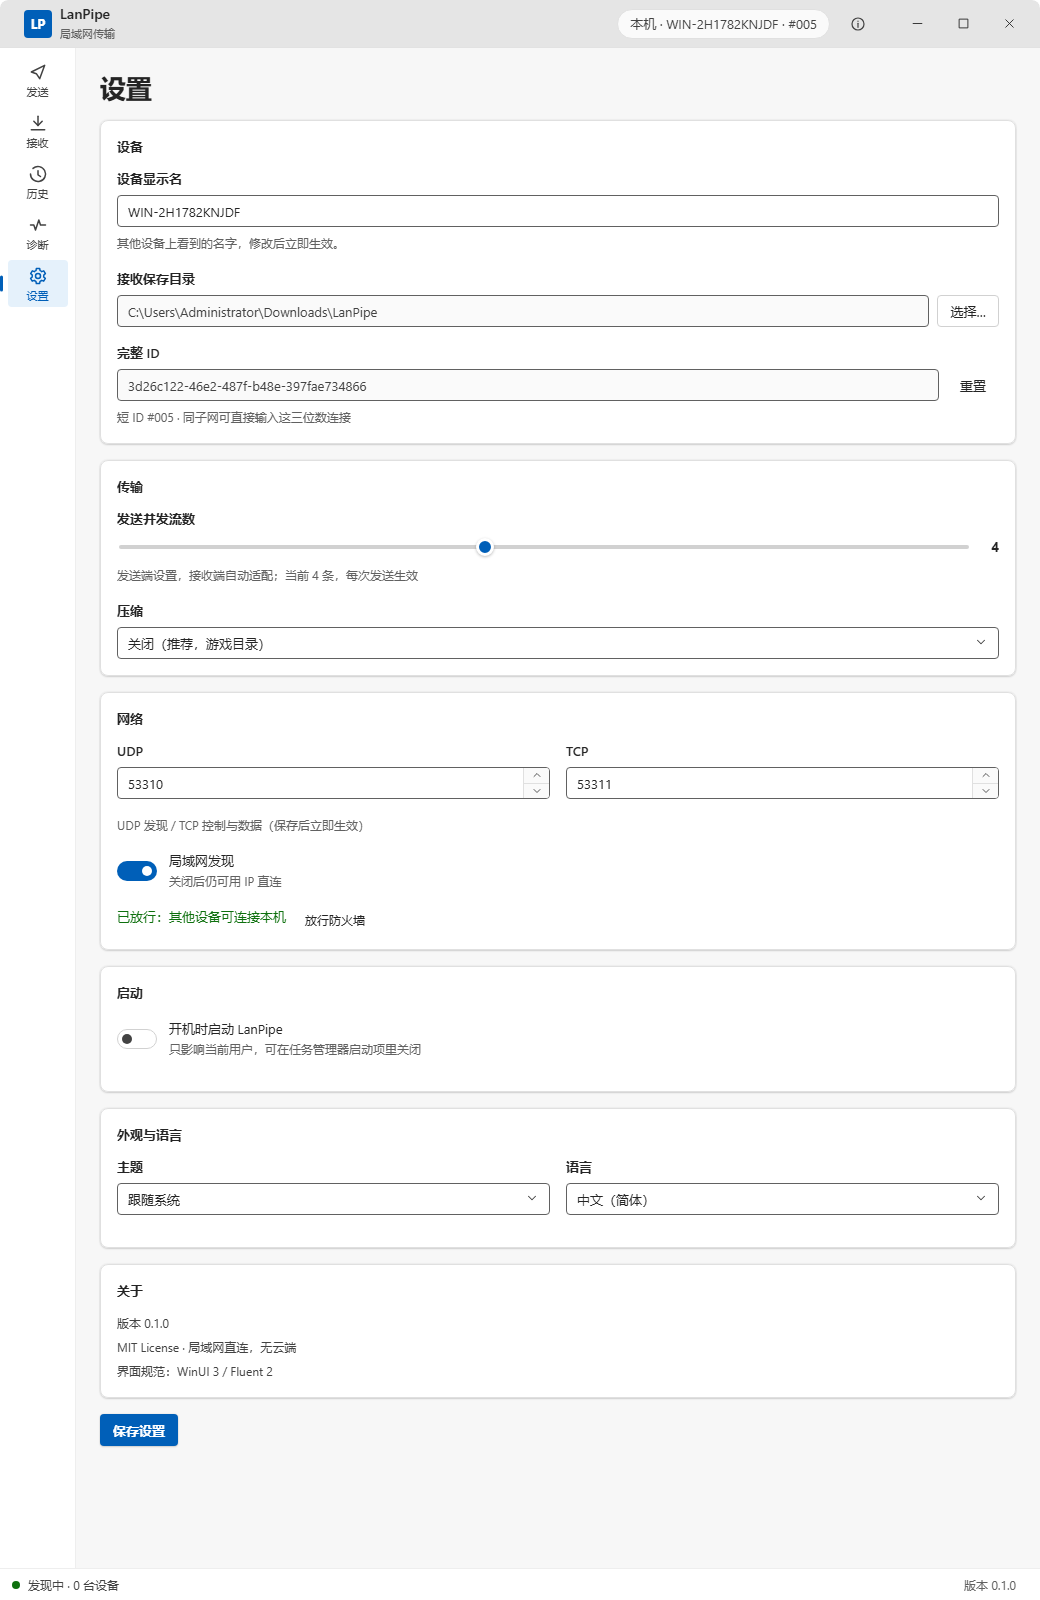 LP
LanPipe
局域网传输
本机 · WIN-2H1782KNJDF · #005
发送
接收
历史
诊断
设置
设置
设备
设备显示名
WIN-2H1782KNJDF
其他设备上看到的名字，修改后立即生效。
接收保存目录
C:\Users\Administrator\Downloads\LanPipe
选择...
完整 ID
3d26c122-46e2-487f-b48e-397fae734866
重置
短 ID #005 · 同子网可直接输入这三位数连接
传输
发送并发流数
4
发送端设置，接收端自动适配；当前 4 条，每次发送生效
压缩
关闭（推荐，游戏目录）
网络
UDP
TCP
53310
53311
UDP 发现 / TCP 控制与数据（保存后立即生效）
局域网发现
关闭后仍可用 IP 直连
已放行：其他设备可连接本机
放行防火墙
启动
开机时启动 LanPipe
只影响当前用户，可在任务管理器启动项里关闭
外观与语言
主题
语言
跟随系统
中文（简体）
关于
版本 0.1.0
MIT License · 局域网直连，无云端
界面规范：WinUI 3 / Fluent 2
保存设置
发现中 · 0 台设备
版本 0.1.0